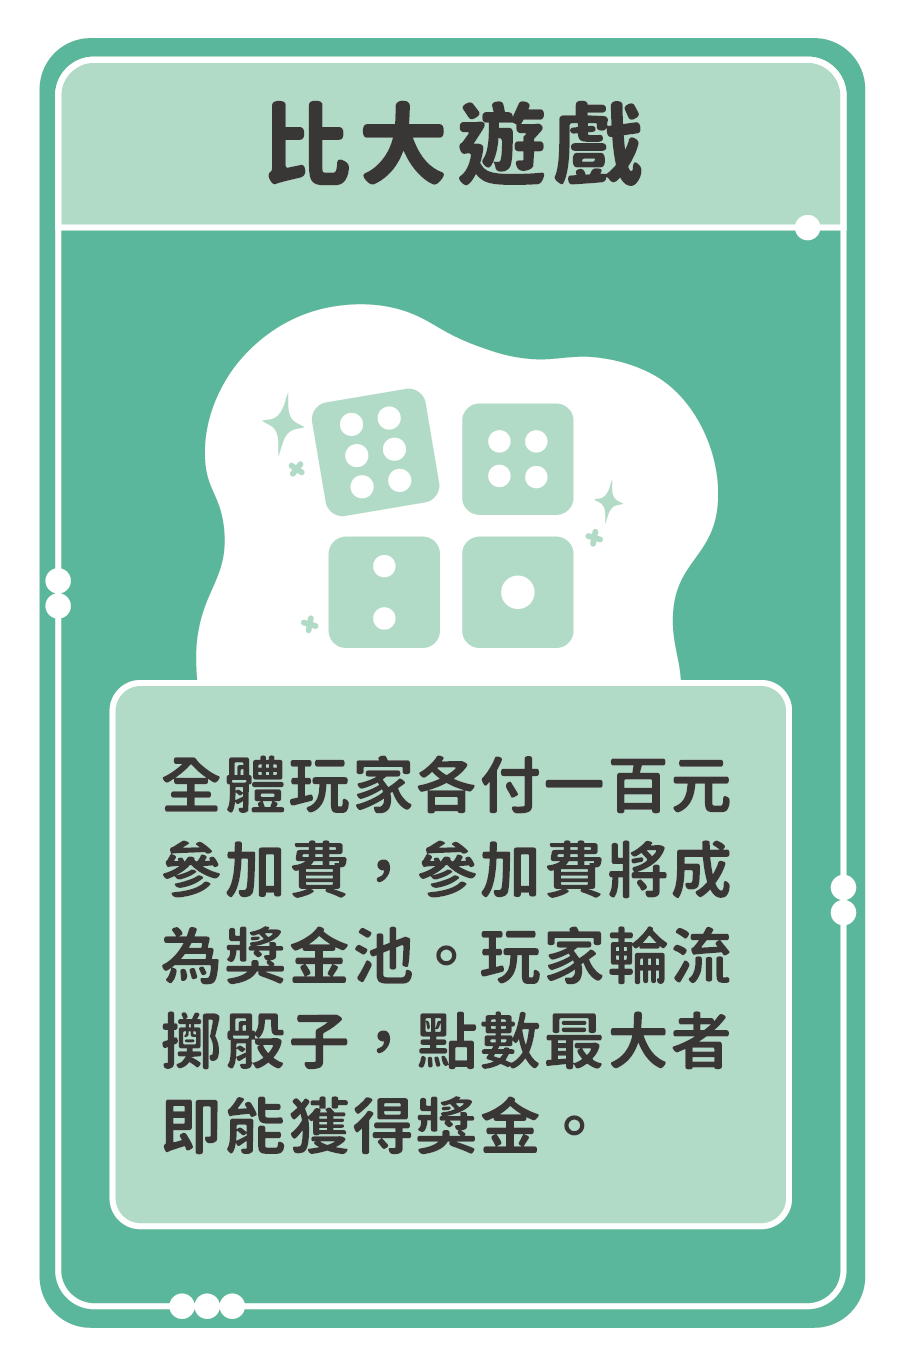 比大遊戲
全體玩家各付一百元
參加費，參加費將成
為獎金池。玩家輪流
擲骰子，點數最大者
即能獲得獎金。